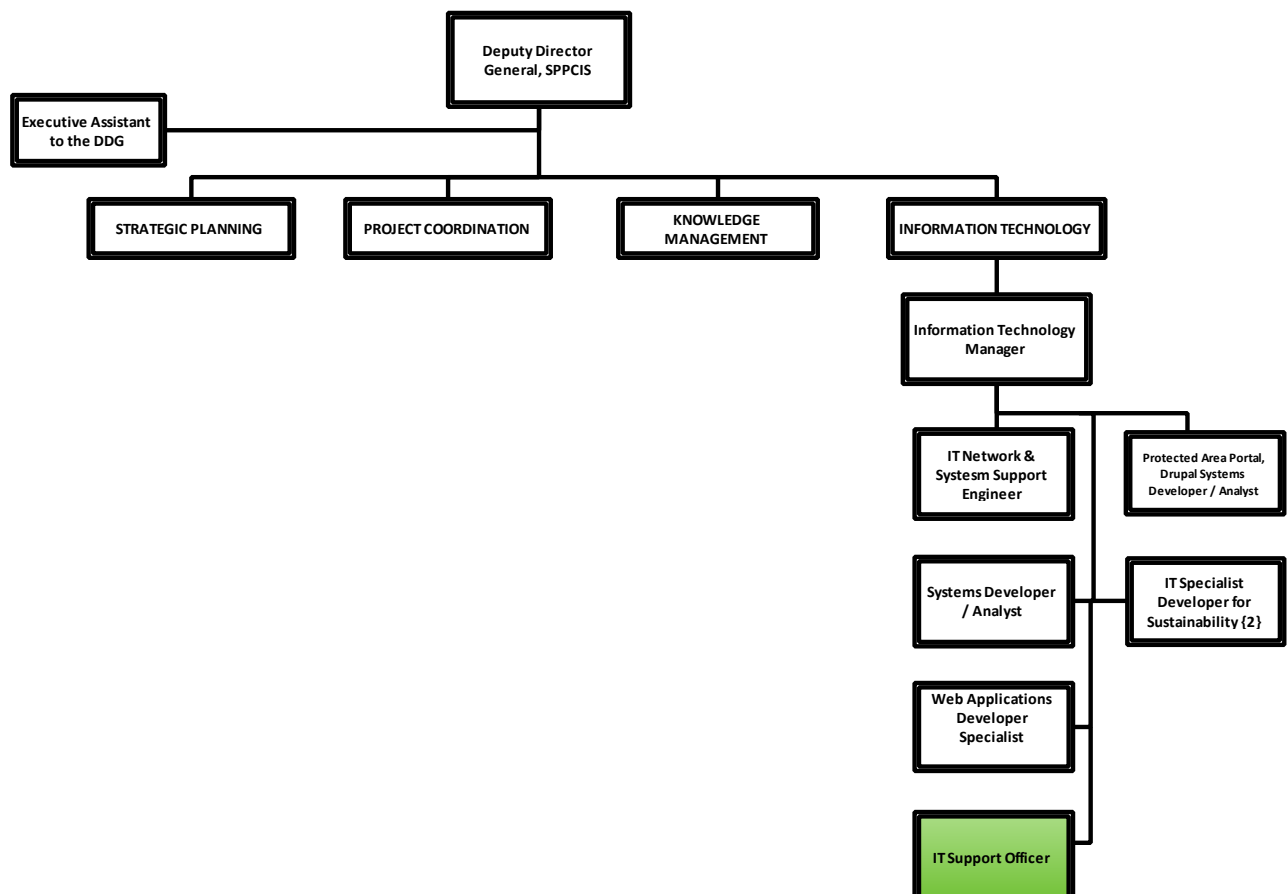 Deputy Director
General, SPPCIS
Executive Assistant
to the DDG
STRATEGIC PLANNING
PROJECT COORDINATION
KNOWLEDGE
MANAGEMENT
INFORMATION TECHNOLOGY
Information Technology
Manager
IT Network &
Systesm Support
Engineer
Protected Area Portal,
Drupal Systems
Developer / Analyst
Systems Developer
/ Analyst
IT Specialist
Developer for
Sustainability {2}
Web Applications
Developer
Specialist
IT Support Officer